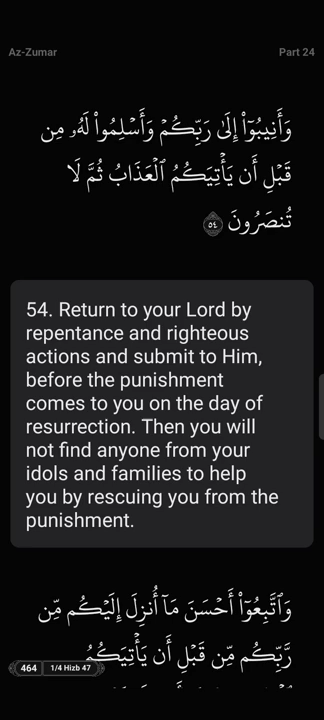 Az-Zumar
Part 24
وَأَنِيبُوٓا۟ إِلَىٰ رَبِّكُمۡ وَأَسۡلِمُوا۟ لَهُۥ مِن
قَبۡلِ أَن يَأۡتِيَكُمُ ٱلۡعَذَابُ ثُمَّ لَا
تُنصَرُونَ ٥٤
54. Return to your Lord by
repentance and righteous
actions and submit to Him,
before the punishment
comes to you on the day of
resurrection. Then you will
not find anyone from your
idols and families to help
you by rescuing you from the
punishment.
وَٱتَّبِعُوٓا۟ أَحۡسَنَ مَآ أُنزِلَ إِلَيۡكُم مِّن
رَّبِّكُم مِّن قَبۡلِ أَن يَأۡتِيَكُمُ
464
1/4 Hizb 47